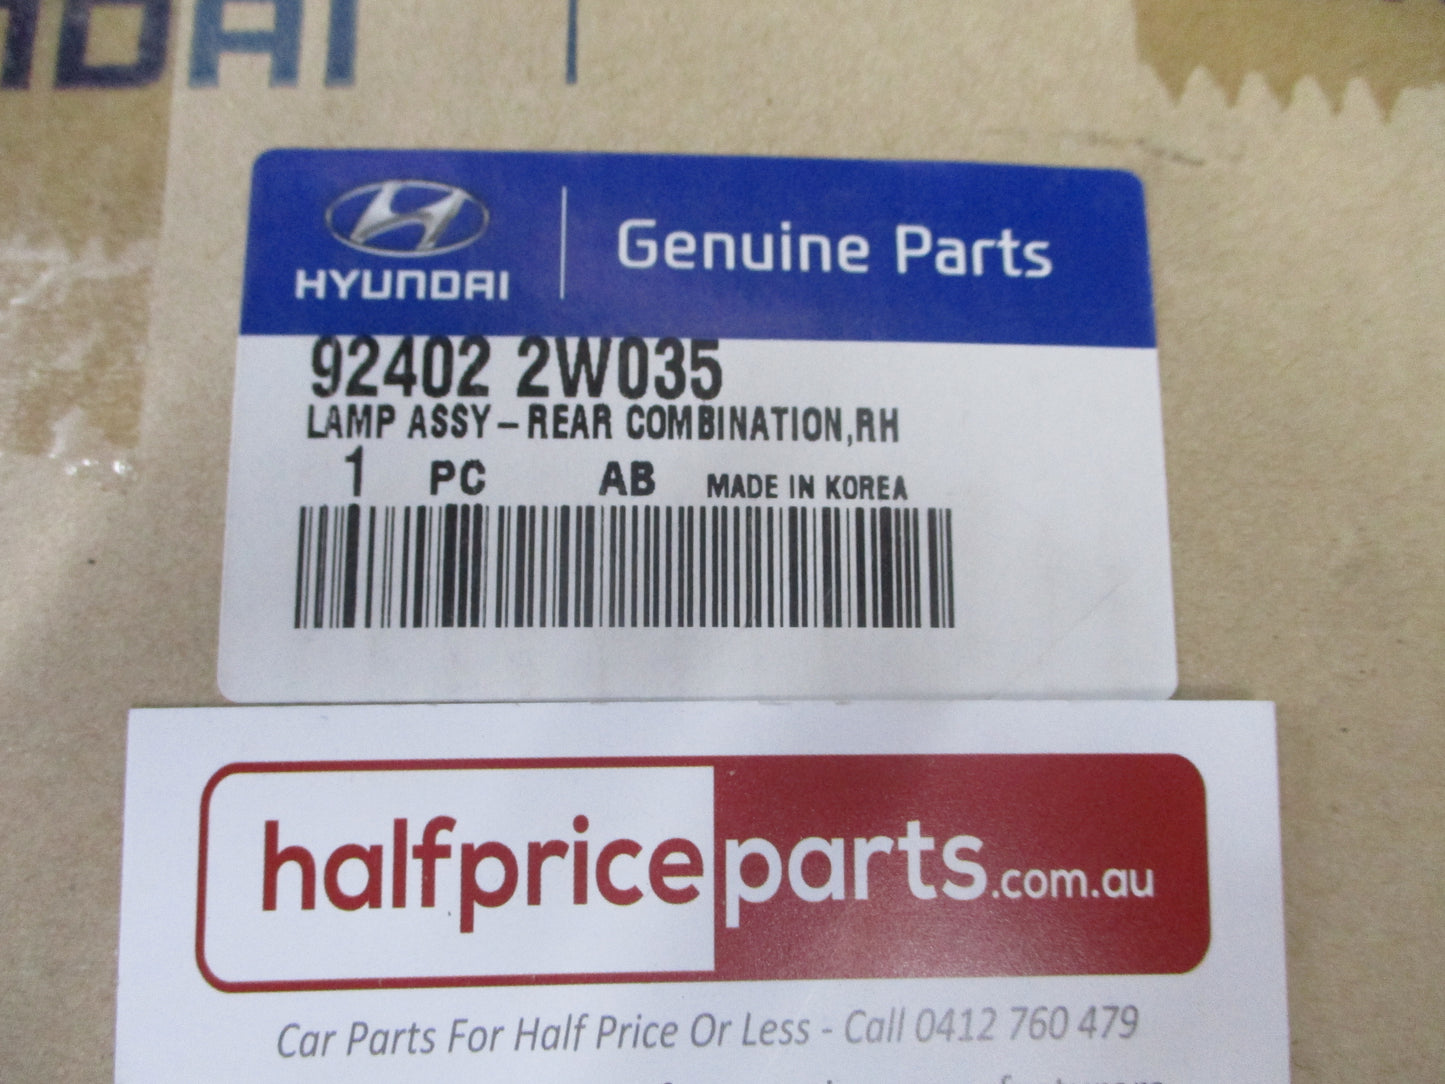 HYUNDAI
Genuine Parts
92402 2W035
LAMP ASSY-REAR COMBINATION,RH
1 PC AB MADE IN KOREA
halfpriceparts.com.au
Car Parts For Half Price Or Less - Call 0412 760 479